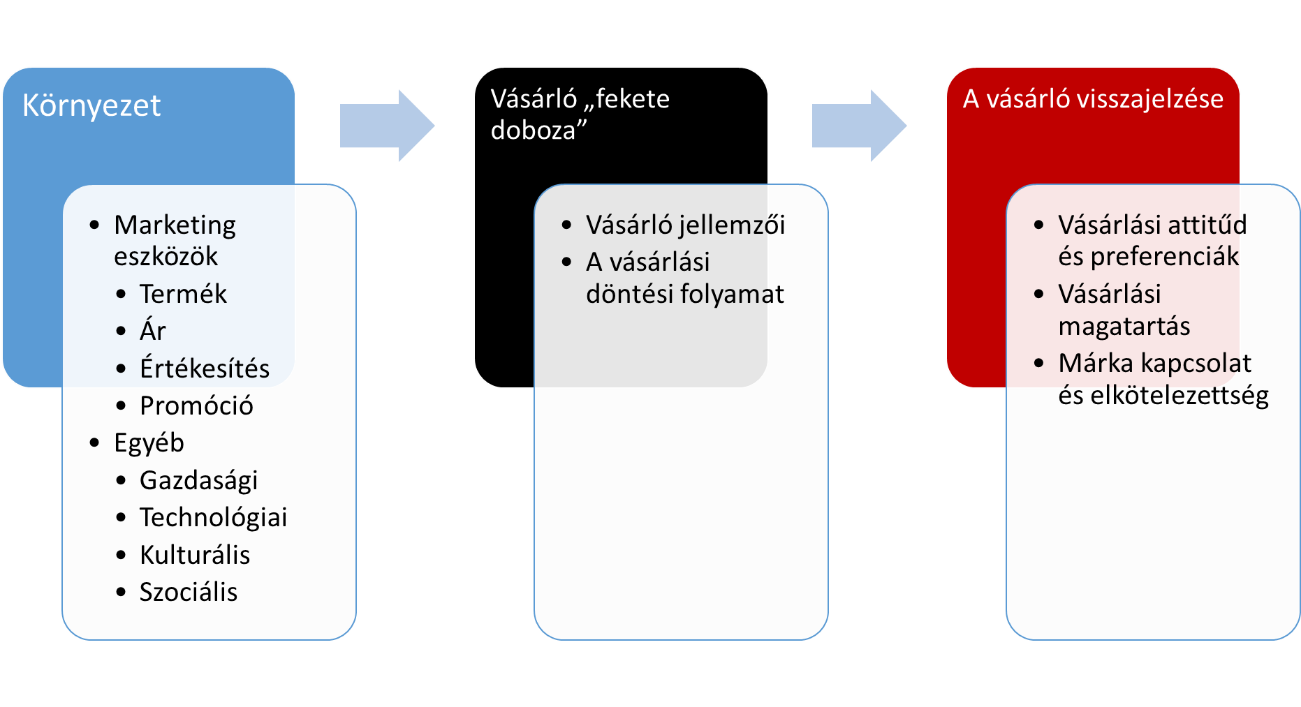 Környezet
• Marketing
eszközök
• Termék
• Ár
• Értékesítés
• Promóció
• Egyéb
• Gazdasági
• Technológiai
• Kulturális
• Szociális
Vásárló „fekete
doboza”
• Vásárló jellemzői
• A vásárlási
döntési folyamat
A vásárló visszajelzése
• Vásárlási attitűd
és preferenciák
• Vásárlási
magatartás
• Márka kapcsolat
és elkötelezettség